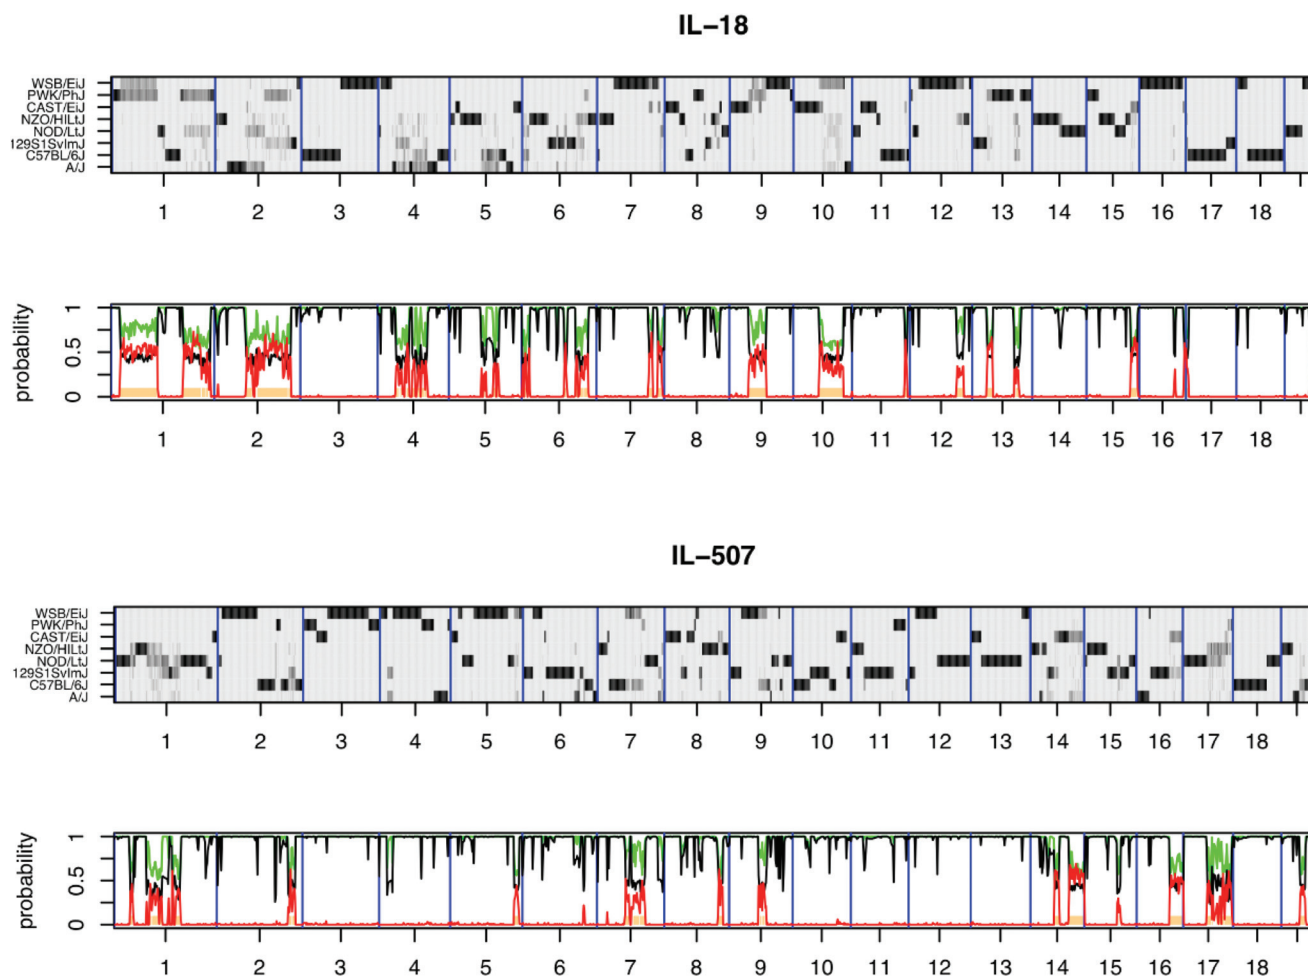 IL–18
WSB/EiJ
PWK/PhJ
CAST/EiJ
NZO/HILtJ
NOD/LtJ
129S1SvlmJ
C57BL/6J
A/J
1 2 3 4 5 6 7 8 9 10 11 12 13 14 15 16 17 18
probability
1
0.5
0
1 2 3 4 5 6 7 8 9 10 11 12 13 14 15 16 17 18
IL–507
WSB/EiJ
PWK/PhJ
CAST/EiJ
NZO/HILtJ
NOD/LtJ
129S1SvlmJ
C57BL/6J
A/J
1 2 3 4 5 6 7 8 9 10 11 12 13 14 15 16 17 18
probability
1
0.5
0
1 2 3 4 5 6 7 8 9 10 11 12 13 14 15 16 17 18